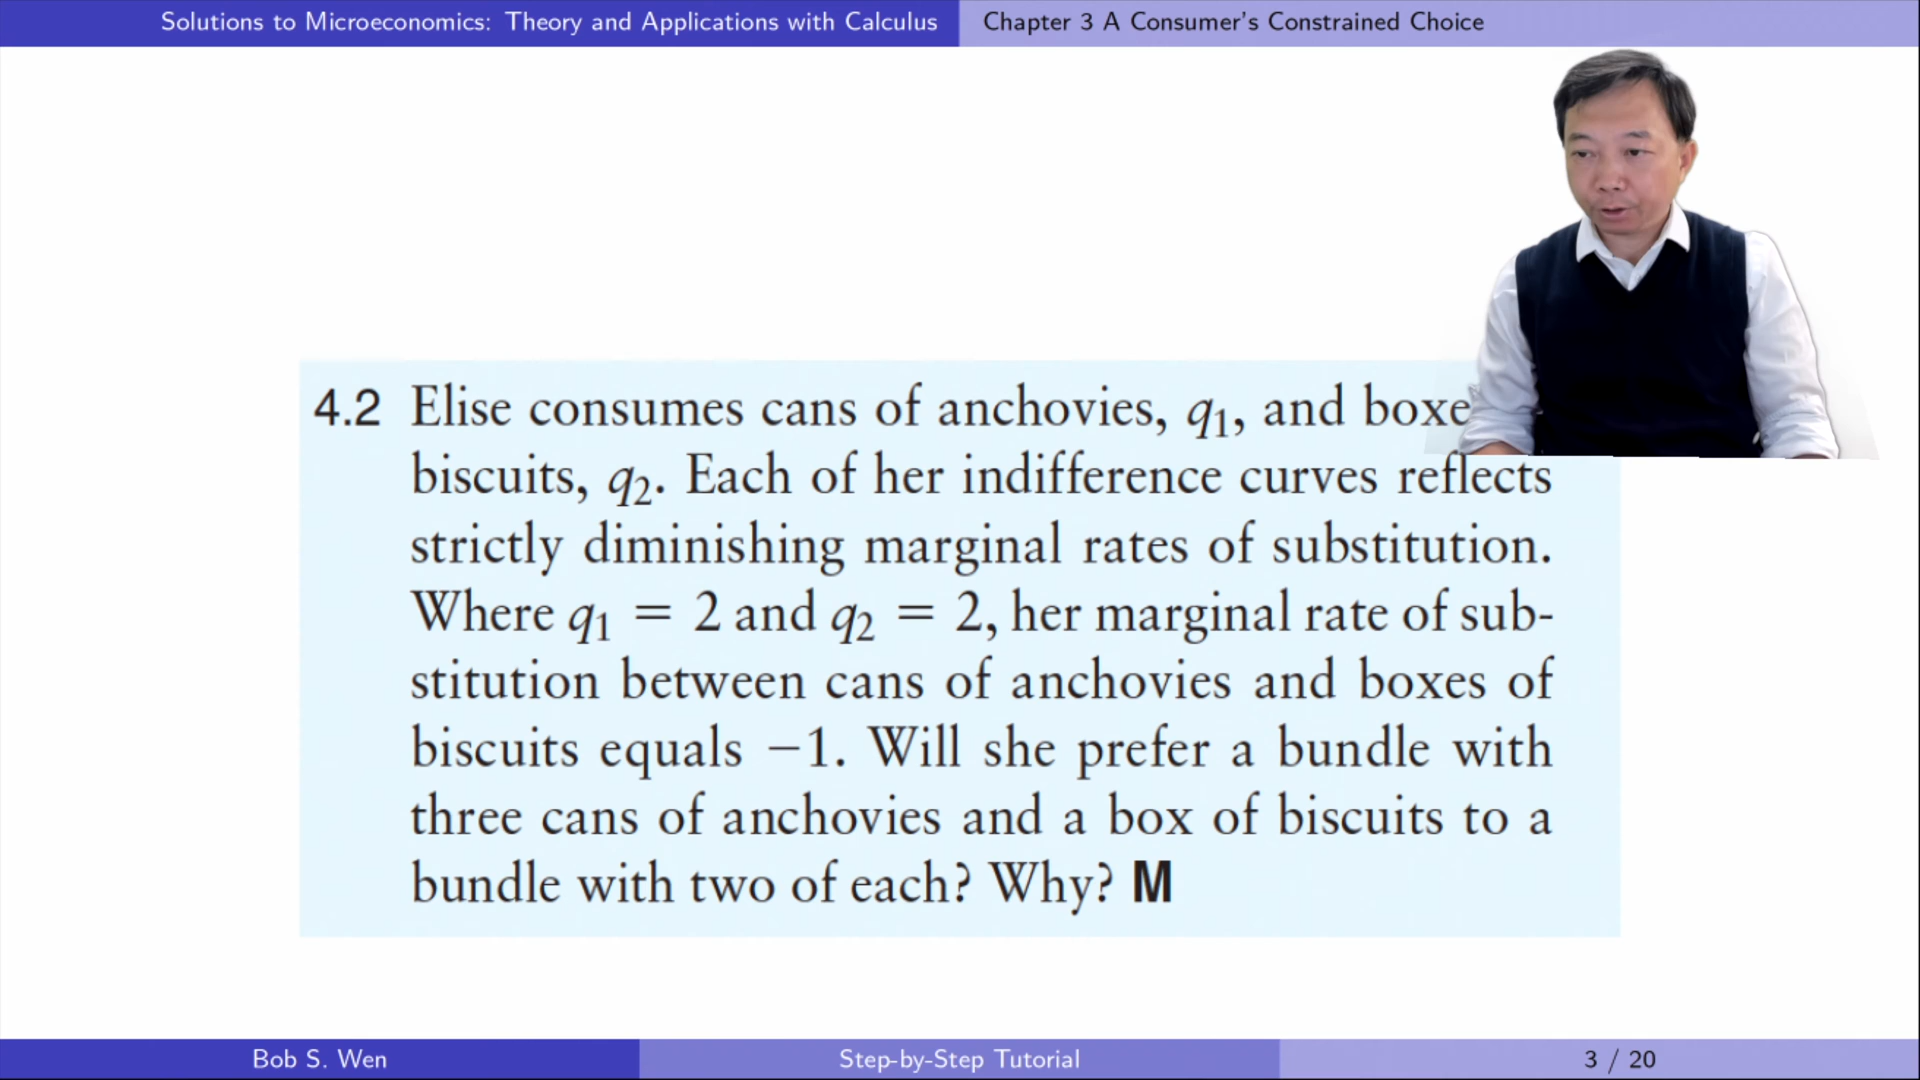 Solutions to Microeconomics: Theory and Applications with Calculus
Chapter 3 A Consumer's Constrained Choice
4.2 Elise consumes cans of anchovies, q1, and boxe
biscuits, q2. Each of her indifference curves reflects
strictly diminishing marginal rates of substitution.
Where q1 = 2 and q2 = 2, her marginal rate of sub-
stitution between cans of anchovies and boxes of
biscuits equals −1. Will she prefer a bundle with
three cans of anchovies and a box of biscuits to a
bundle with two of each? Why? M
Bob S. Wen
Step-by-Step Tutorial
3 / 20